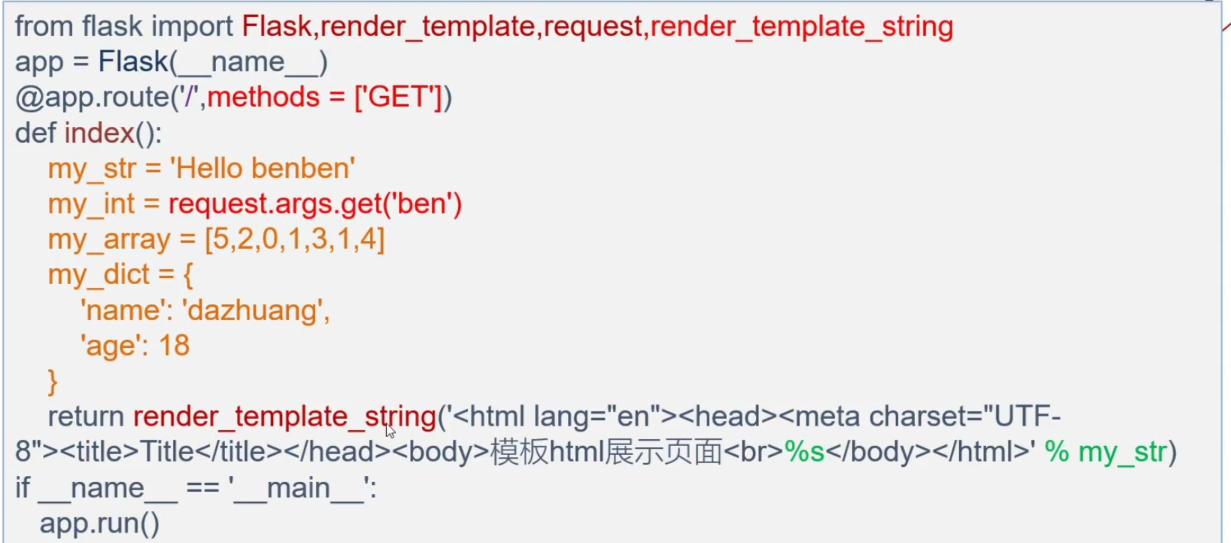 from flask import Flask,render_template,request,render_template_string
app = Flask(__name__)
@app.route('/',methods = ['GET'])
def index():
    my_str = 'Hello benben'
    my_int = request.args.get('ben')
    my_array = [5,2,0,1,3,1,4]
    my_dict = {
        'name': 'dazhuang',
        'age': 18
    }
    return render_template_string('<html lang="en"><head><meta charset="UTF-
8"><title>Title</title></head><body>模板html展示页面<br>%s</body></html>' % my_str)
if __name__ == '__main__':
    app.run()